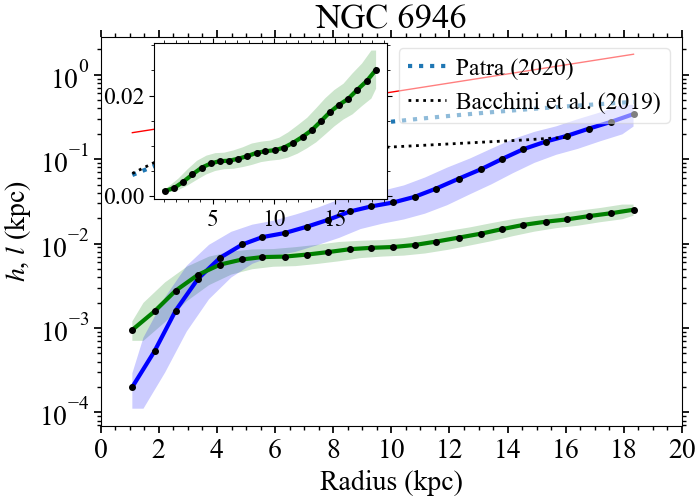 NGC 6946
Patra (2020)
Bacchini et al. (2019)
0.02
0.00
5 10 15
10⁰
10⁻¹
10⁻²
10⁻³
10⁻⁴
h, l (kpc)
0 2 4 6 8 10 12 14 16 18 20
Radius (kpc)